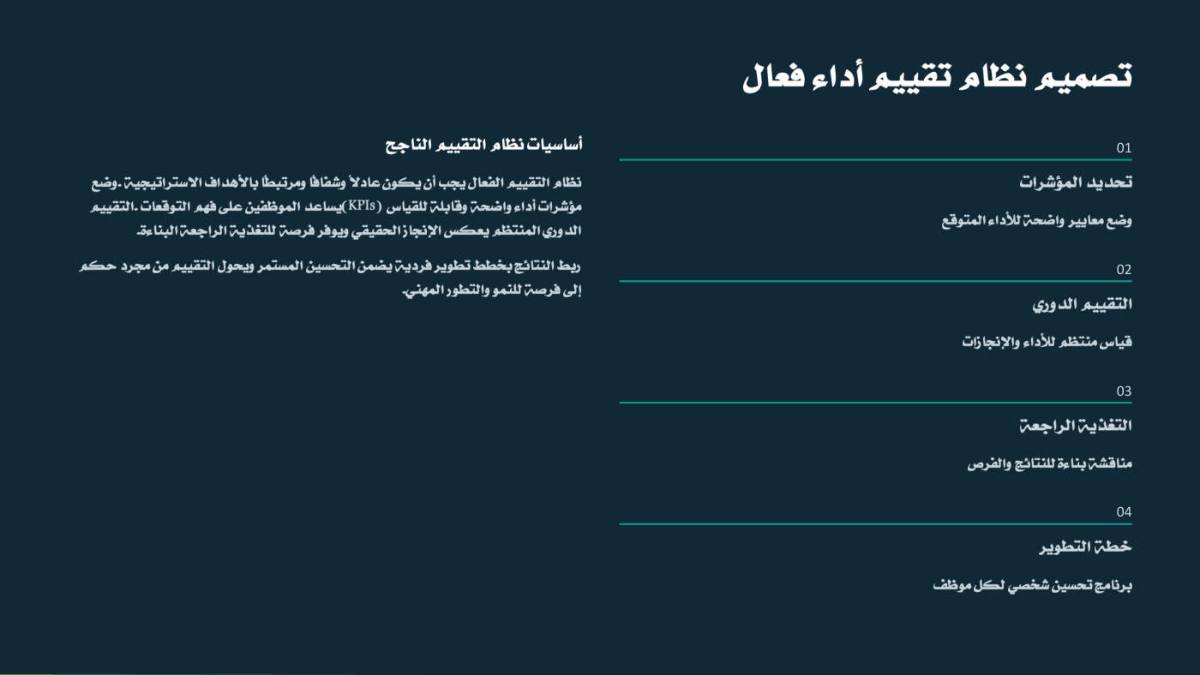 تصميم نظام تقييم أداء فعال
01
تحديد المؤشرات
وضع معايير واضحة للأداء المتوقع
02
التقييم الدوري
قياس منتظم للأداء والإنجازات
03
التغذية الراجعة
مناقشة بناءة للنتائج والفرص
04
خطة التطوير
برنامج تحسين شخصي لكل موظف
أساسيات نظام التقييم الناجح
نظام التقييم الفعال يجب أن يكون عادلاً وشفافًا ومرتبطًا بالأهداف الاستراتيجية .وضع
مؤشرات أداء واضحة وقابلة للقياس (KPIs)يساعد الموظفين على فهم التوقعات .التقييم
الدوري المنتظم يعكس الإنجاز الحقيقي ويوفر فرصة للتغذية الراجعة البناءة.
ربط النتائج بخطط تطوير فردية يضمن التحسين المستمر ويحول التقييم من مجرد حكم
إلى فرصة للنمو والتطور المهني.